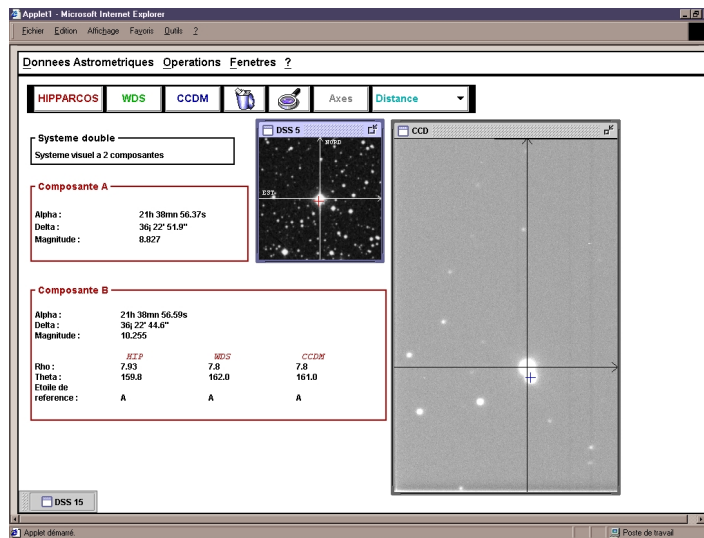 Applet1 - Microsoft Internet Explorer
Fichier Edition Affichage Favoris Outils ?
Donnees Astrometriques Operations Fenetres ?
HIPPARCOS WDS CCDM Axes Distance
Systeme double
Systeme visuel a 2 composantes
DSS 5
NORD
EST
CCD
Composante A
Alpha : 21h 38mn 56.37s
Delta : 36¡ 22' 51.9"
Magnitude : 8.827
Composante B
Alpha : 21h 38mn 56.59s
Delta : 36¡ 22' 44.6"
Magnitude : 10.255
HIP WDS CCDM
Rho : 7.93 7.8 7.8
Theta : 159.8 162.0 161.0
Etoile de
reference : A A A
DSS 15
Applet démarré. Poste de travail